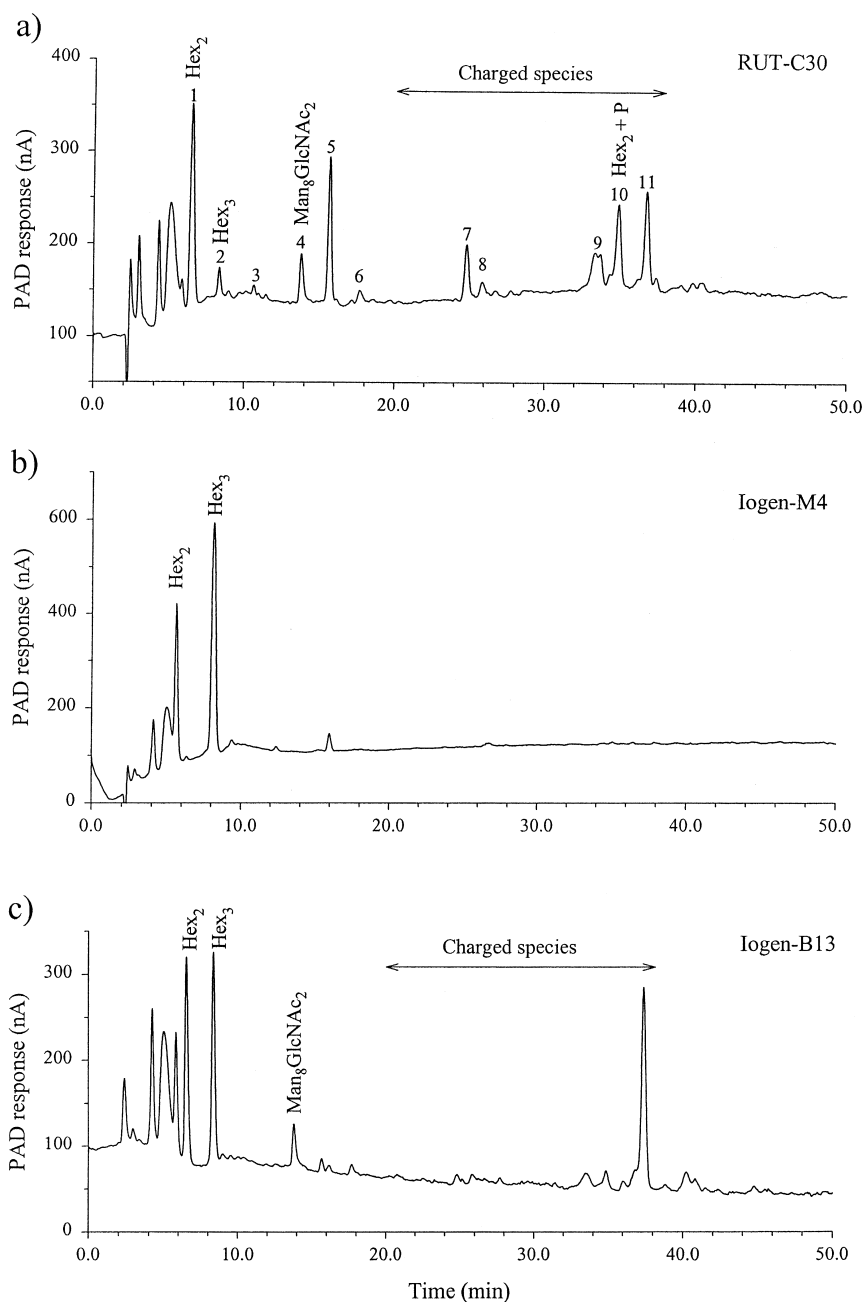 a)
RUT-C30
Charged species
Hex2
Hex3
Man8GlcNAc2
Hex2 + P
1
2
3
4
5
6
7
8
9
10
11
PAD response (nA)
400
300
200
100
0.0 10.0 20.0 30.0 40.0 50.0
b)
Iogen-M4
Hex2
Hex3
PAD response (nA)
600
400
200
0
0.0 10.0 20.0 30.0 40.0 50.0
c)
Iogen-B13
Charged species
Hex2
Hex3
Man8GlcNAc2
PAD response (nA)
300
200
150
100
50
0
0.0 10.0 20.0 30.0 40.0 50.0
Time (min)